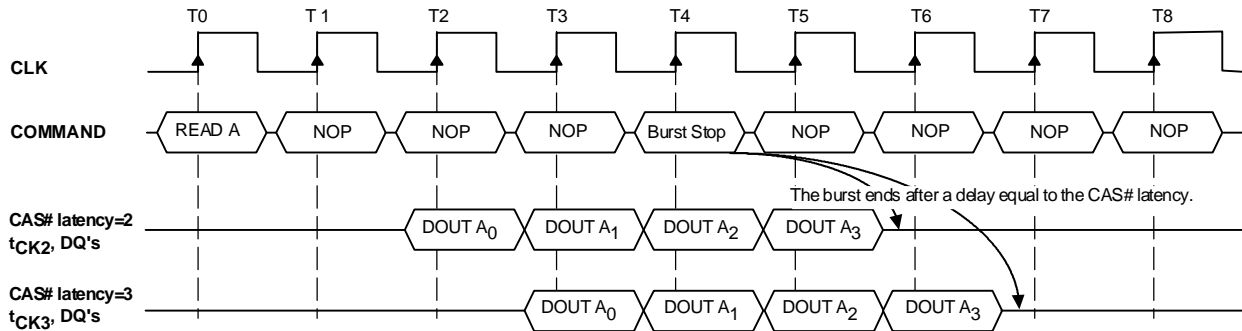 T0 T1 T2 T3 T4 T5 T6 T7 T8
CLK
COMMAND READ A NOP NOP NOP Burst Stop NOP NOP NOP NOP
The burst ends after a delay equal to the CAS# latency.
CAS# latency=2
tCK2, DQ's DOUT A0 DOUT A1 DOUT A2 DOUT A3
CAS# latency=3
tCK3, DQ's DOUT A0 DOUT A1 DOUT A2 DOUT A3